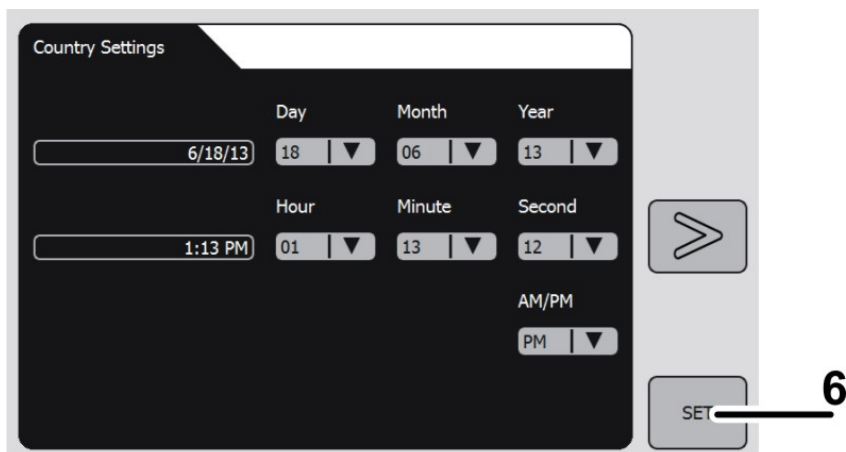 Country Settings
Day Month Year
6/18/13 18 06 13
Hour Minute Second
1:13 PM 01 13 12
AM/PM
PM
SET 6